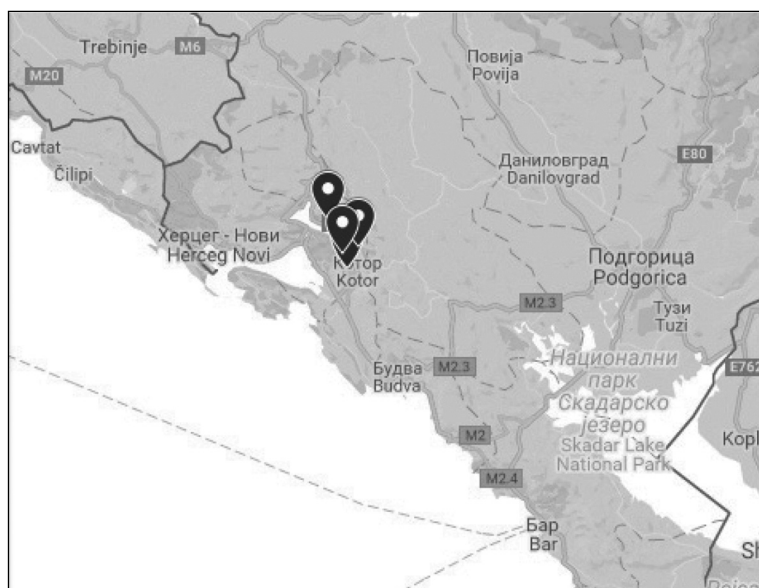 Trebinje
M6
M20
Повија
Povija
Cavtat
Čilipi
E80
Даниловград
Danilovgrad
Херцег - Нови
Herceg Novi
Котор
Kotor
Подгорица
Podgorica
M2.3
Тузи
Tuzi
Будва
Budva
M2.3
Национални
парк
Скадарско
језеро
Skadar Lake
National Park
E762
M2
Kopl
M2.4
Бар
Bar
Sh